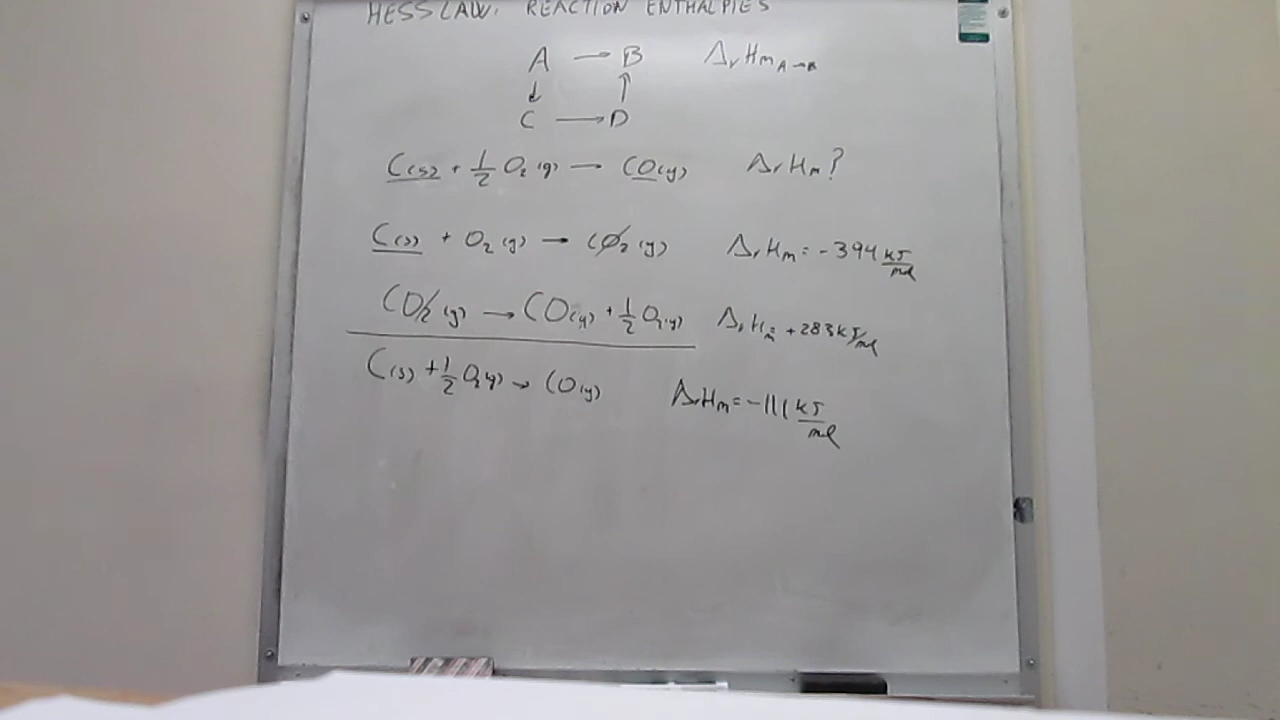 HESS LAW: REACTION ENTHALPIES
A → B ΔrHm A→B
↓ ↑
C → D
C(s) + 1/2 O2(g) → CO(g) ΔrHm?
C(s) + O2(g) → CO2(g) ΔrHm = -394 kJ/mol
CO2(g) → CO(g) + 1/2 O2(g) ΔrHm = +283 kJ/mol
C(s) + 1/2 O2(g) → CO(g) ΔrHm = -111 kJ/mol